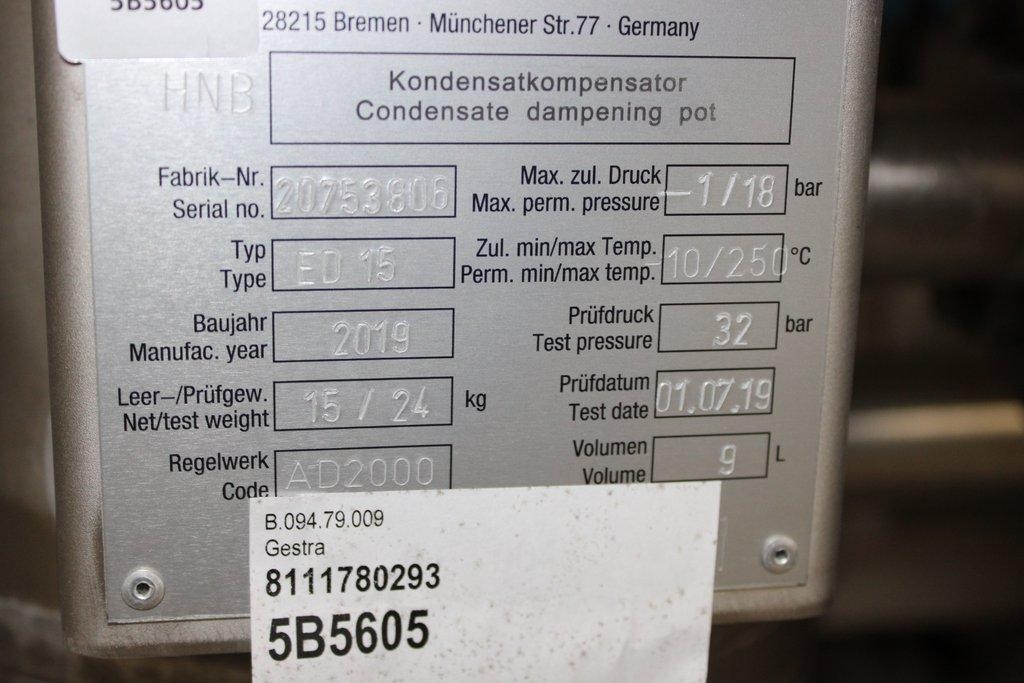 5B5605
28215 Bremen · Münchener Str.77 · Germany
HNB
Kondensatkompensator
Condensate dampening pot
Fabrik–Nr.
Serial no. 20753806
Max. zul. Druck
Max. perm. pressure –1/18 bar
Typ
Type ED 15
Zul. min/max Temp.
Perm. min/max temp. –10/250 °C
Baujahr
Manufac. year 2019
Prüfdruck
Test pressure 32 bar
Leer–/Prüfgew.
Net/test weight 15 / 24 kg
Prüfdatum
Test date 01.07.19
Regelwerk
Code AD2000
Volumen
Volume 9 L
B.094.79.009
Gestra
8111780293
5B5605